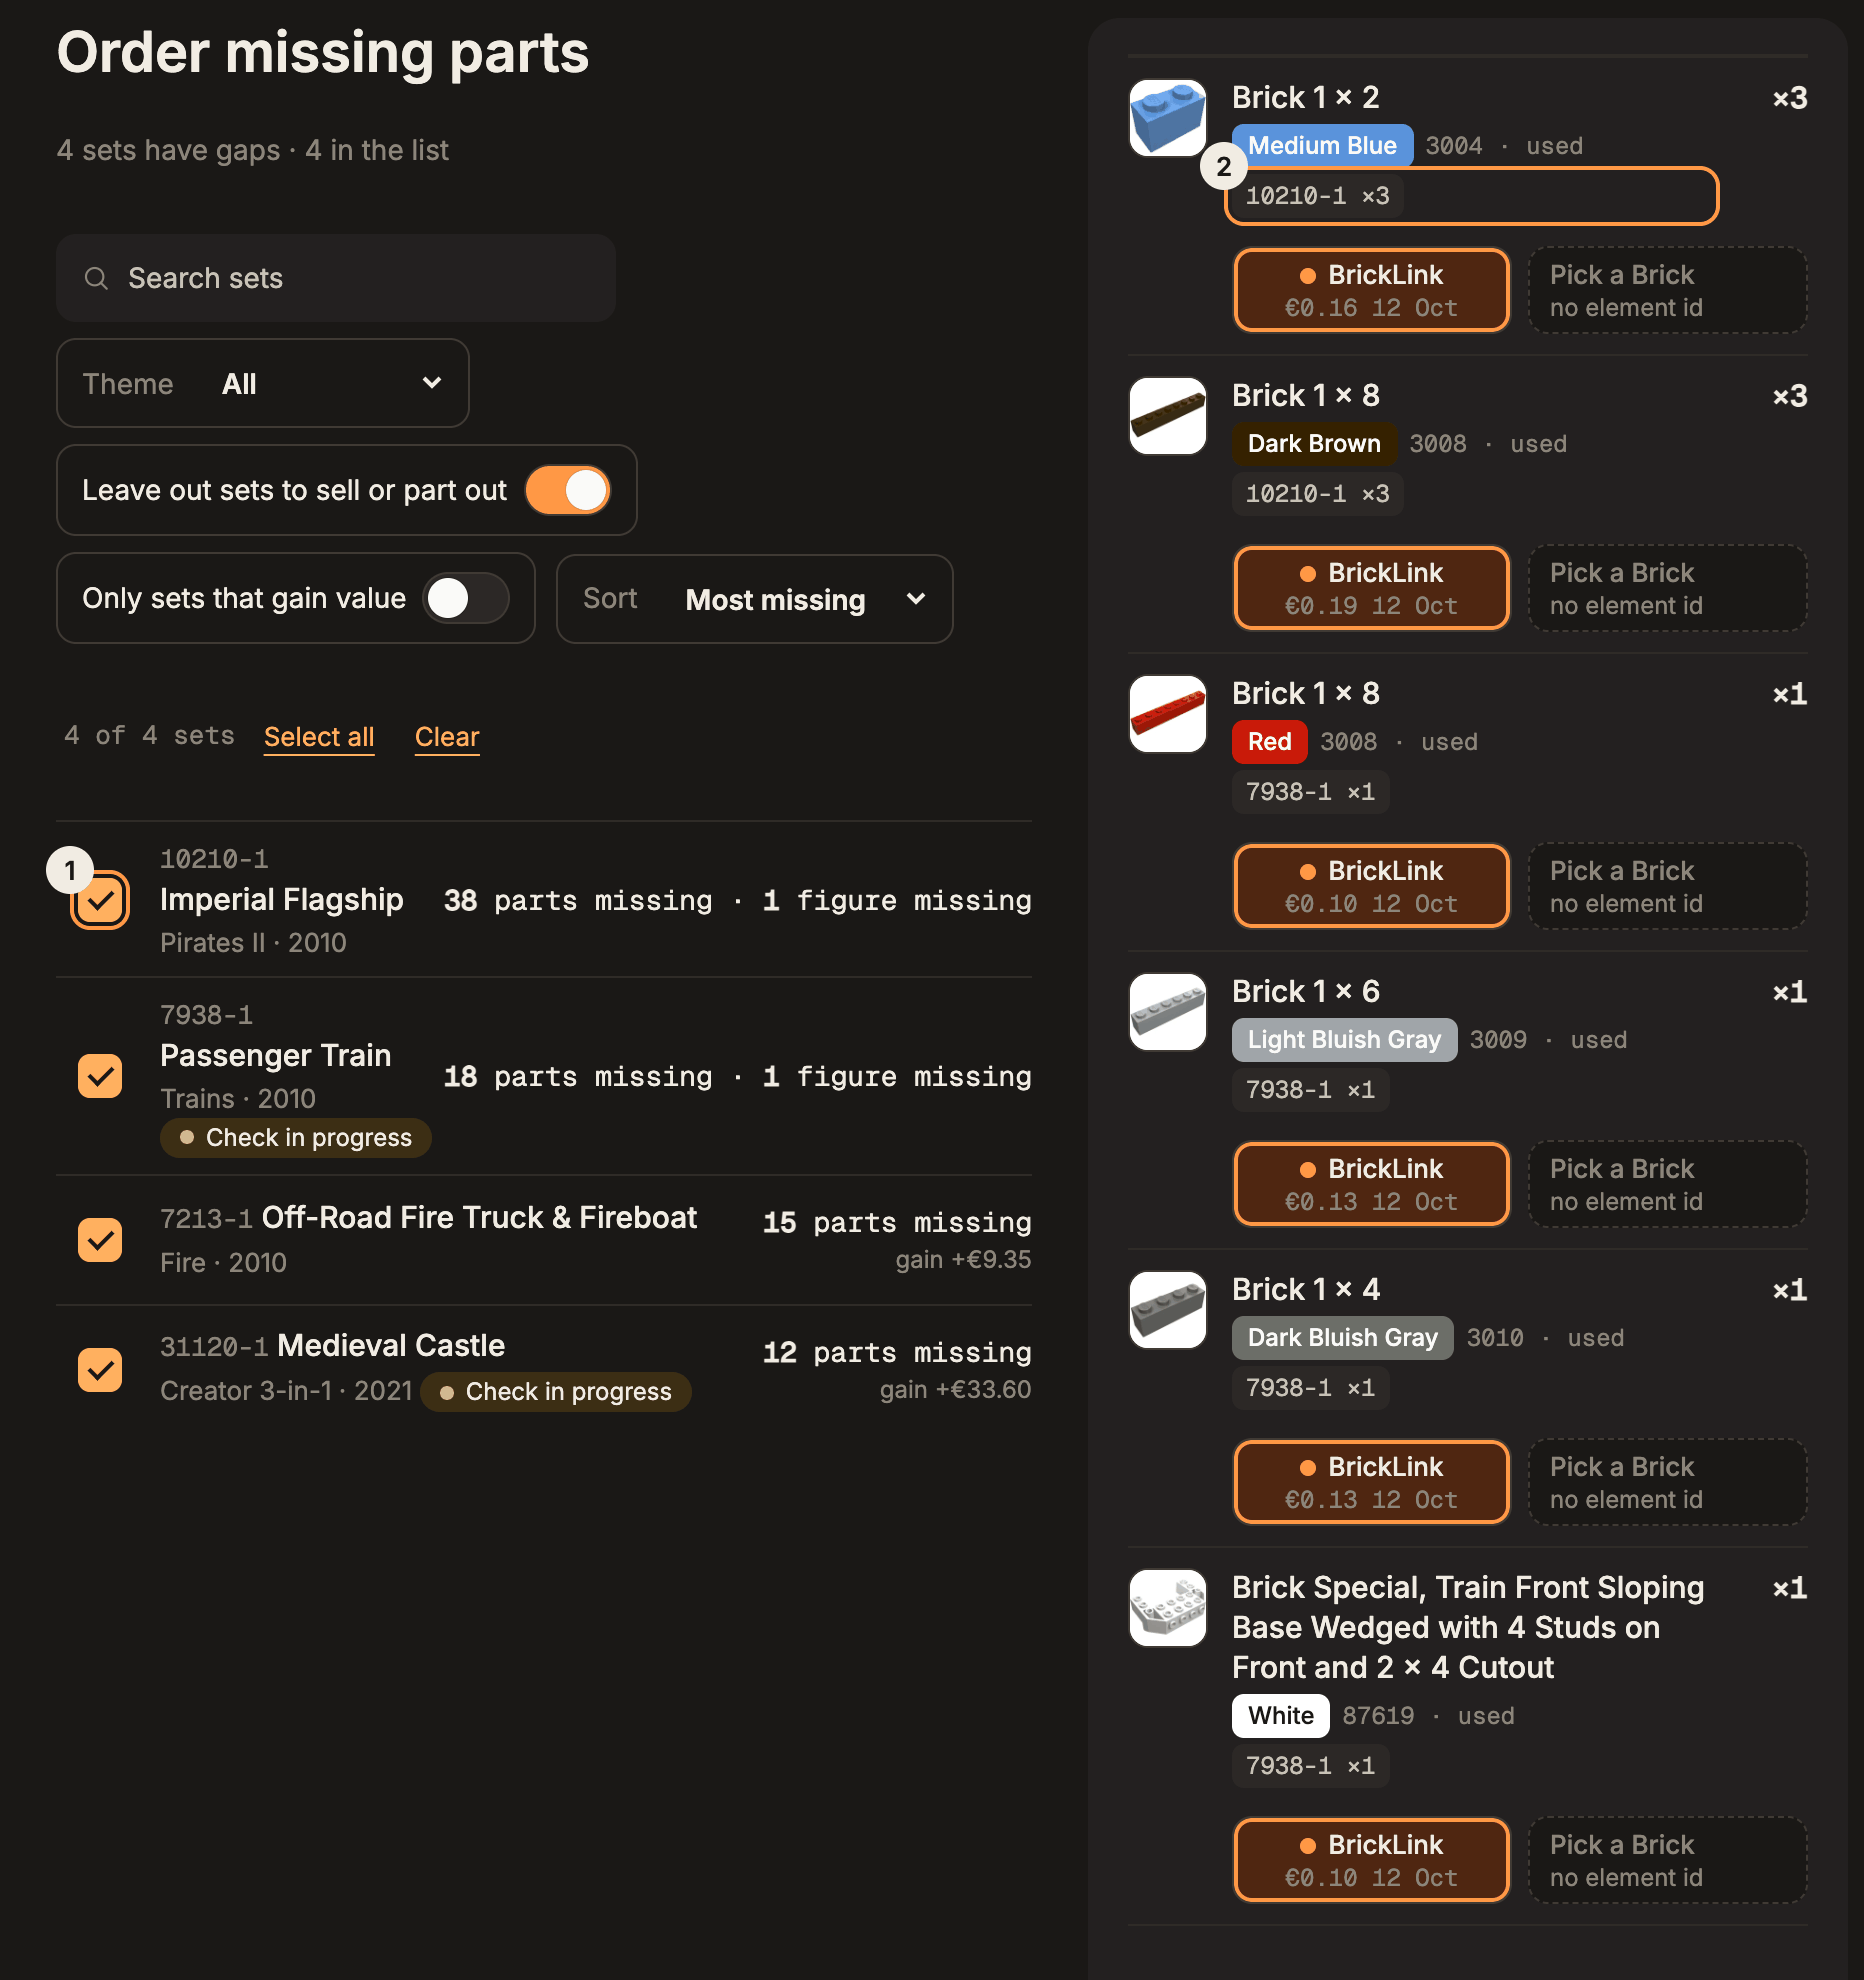 Order missing parts
4 sets have gaps · 4 in the list
Search sets
Theme All
Leave out sets to sell or part out
Only sets that gain value
Sort Most missing
4 of 4 sets Select all Clear
1
10210-1
Imperial Flagship
Pirates II · 2010
38 parts missing · 1 figure missing
7938-1
Passenger Train
Trains · 2010
Check in progress
18 parts missing · 1 figure missing
7213-1 Off-Road Fire Truck & Fireboat
Fire · 2010
15 parts missing
gain +€9.35
31120-1 Medieval Castle
Creator 3-in-1 · 2021 Check in progress
12 parts missing
gain +€33.60
Brick 1 × 2 ×3
Medium Blue 3004 · used
2
10210-1 ×3
BrickLink
€0.16 12 Oct
Pick a Brick
no element id
Brick 1 × 8 ×3
Dark Brown 3008 · used
10210-1 ×3
BrickLink
€0.19 12 Oct
Pick a Brick
no element id
Brick 1 × 8 ×1
Red 3008 · used
7938-1 ×1
BrickLink
€0.10 12 Oct
Pick a Brick
no element id
Brick 1 × 6 ×1
Light Bluish Gray 3009 · used
7938-1 ×1
BrickLink
€0.13 12 Oct
Pick a Brick
no element id
Brick 1 × 4 ×1
Dark Bluish Gray 3010 · used
7938-1 ×1
BrickLink
€0.13 12 Oct
Pick a Brick
no element id
Brick Special, Train Front Sloping ×1
Base Wedged with 4 Studs on
Front and 2 × 4 Cutout
White 87619 · used
7938-1 ×1
BrickLink
€0.10 12 Oct
Pick a Brick
no element id